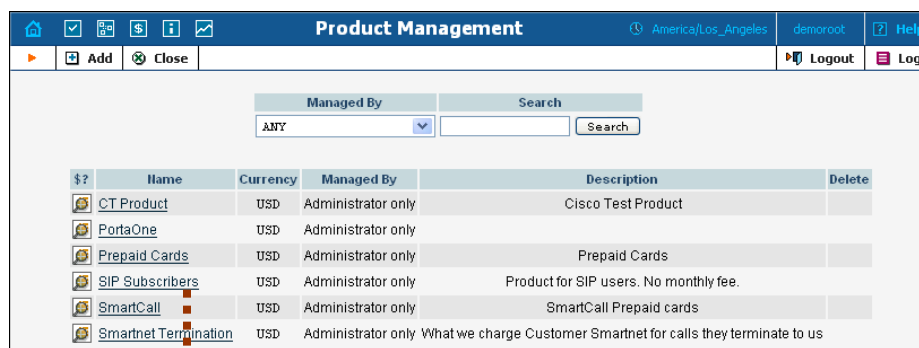 Product Management America/Los_Angeles demoroot ? Help
Add Close Logout Log
Managed By Search
ANY Search
$? Name Currency Managed By Description Delete
CT Product USD Administrator only Cisco Test Product
PortaOne USD Administrator only
Prepaid Cards USD Administrator only Prepaid Cards
SIP Subscribers USD Administrator only Product for SIP users. No monthly fee.
SmartCall USD Administrator only SmartCall Prepaid cards
Smartnet Termination USD Administrator only What we charge Customer Smartnet for calls they terminate to us